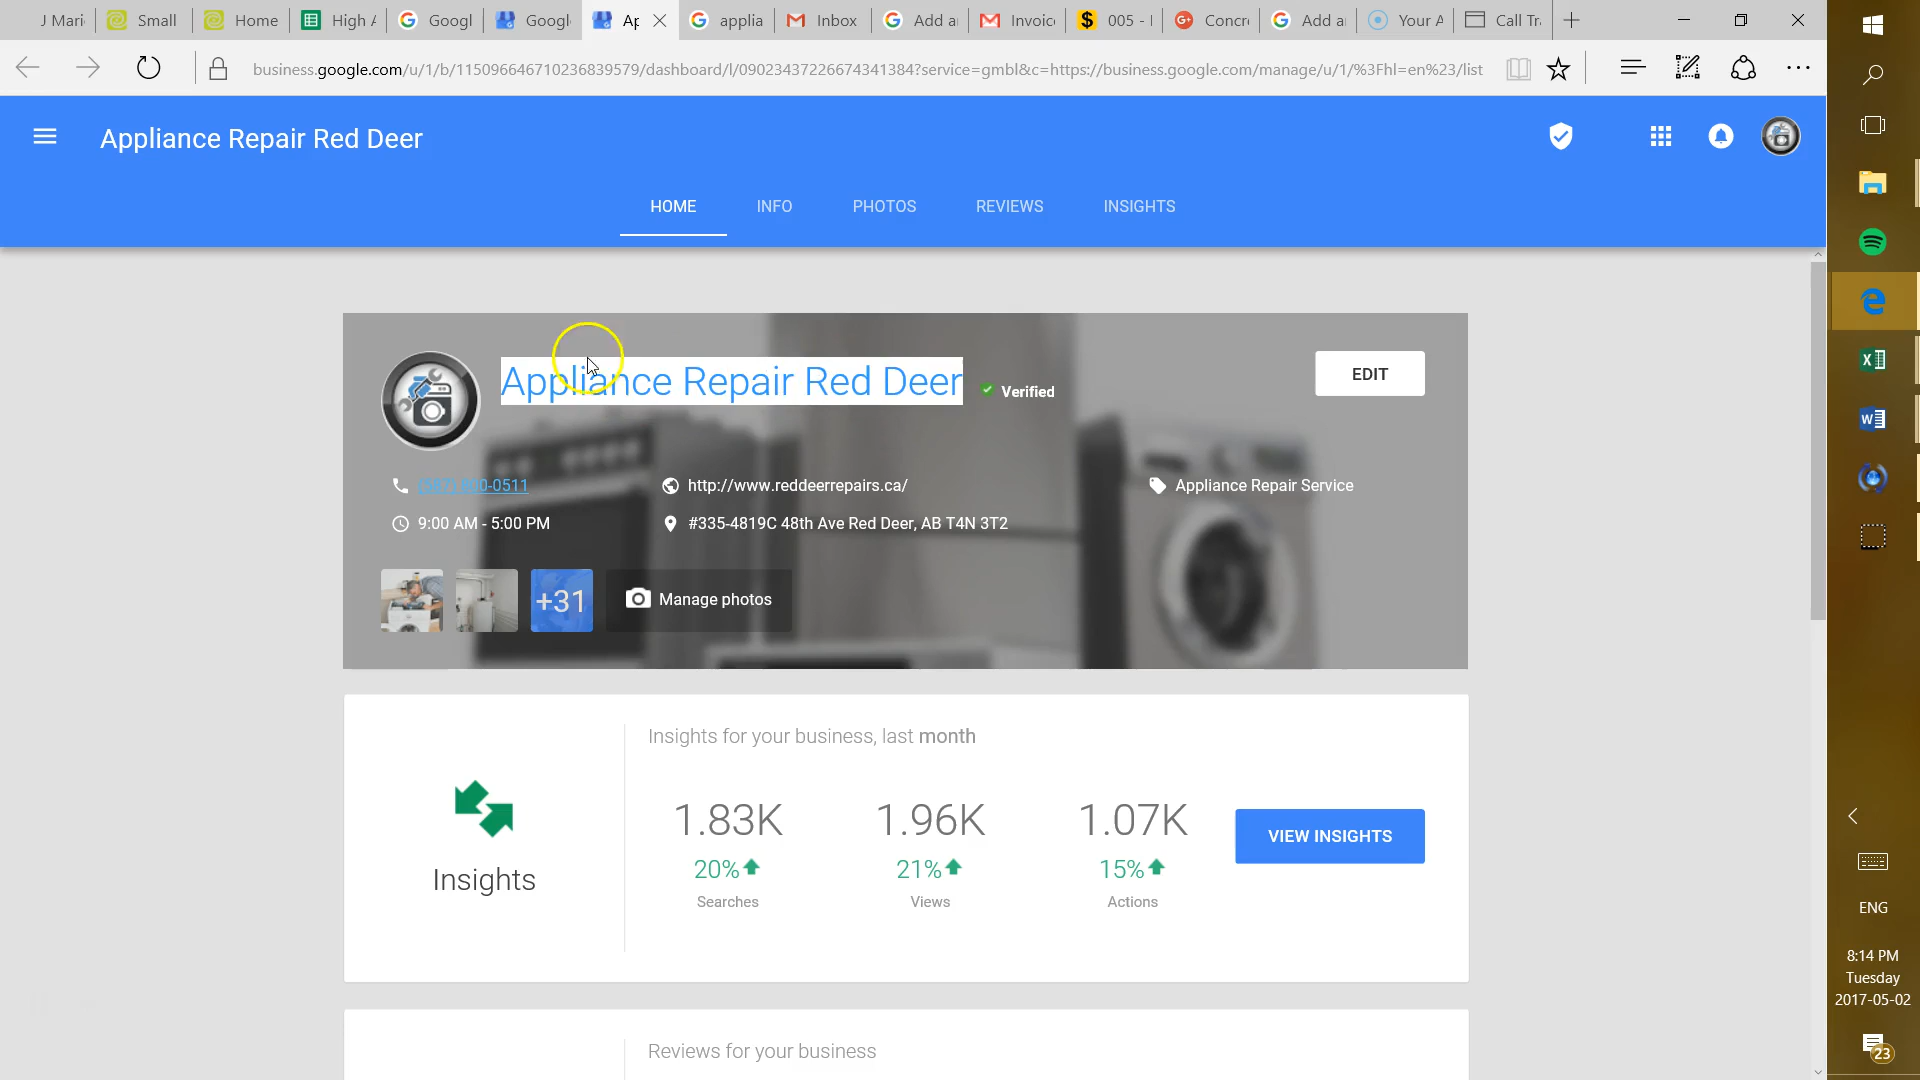 J Mari
Small
Home
High A
Googl
Google
Ap
applia
Inbox
Add a
Invoic
005 -
Concr
Add a
Your A
Call Tr
business.google.com/u/1/b/115096646710236839579/dashboard/l/09023437226674341384?service=gmbl&c=https://business.google.com/manage/u/1/%3Fhl=en%23/list
Appliance Repair Red Deer
HOME INFO PHOTOS REVIEWS INSIGHTS
Appliance Repair Red Deer Verified
EDIT
(587) 800-0511
http://www.reddeerrepairs.ca/
Appliance Repair Service
9:00 AM - 5:00 PM
#335-4819C 48th Ave Red Deer, AB T4N 3T2
+31
Manage photos
Insights for your business, last month
1.83K 1.96K 1.07K
20% 21% 15%
Searches Views Actions
VIEW INSIGHTS
Insights
Reviews for your business
ENG
8:14 PM
Tuesday
2017-05-02
23